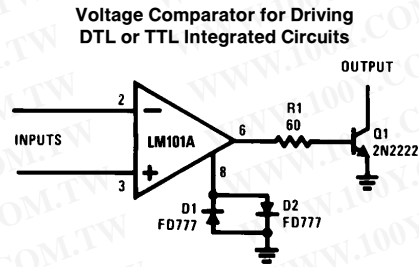 Voltage Comparator for Driving
DTL or TTL Integrated Circuits
OUTPUT
R1
60
2
6
Q1
2N2222
INPUTS
LM101A
3
8
D1
FD777
D2
FD777